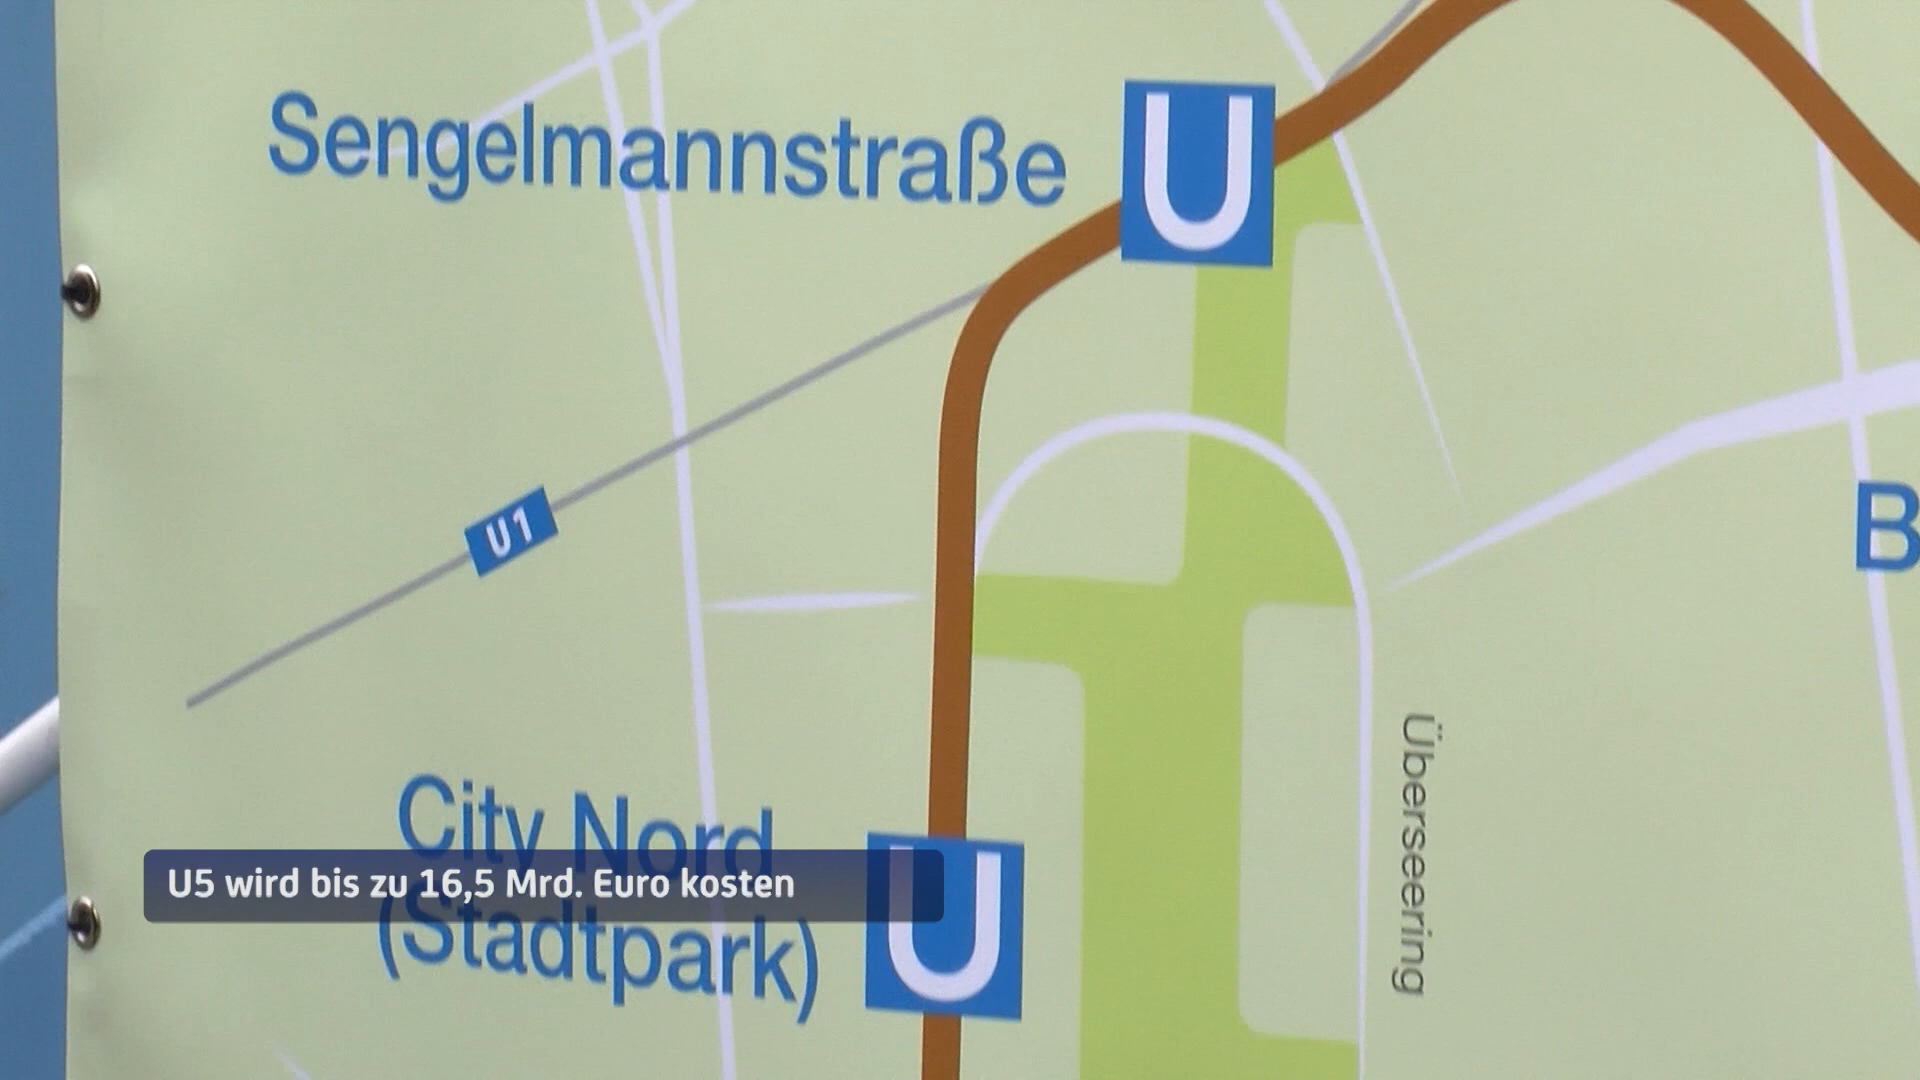 Sengelmannstraße
U
U1
B
Überseering
City Nord
(Stadtpark)
U
U5 wird bis zu 16,5 Mrd. Euro kosten